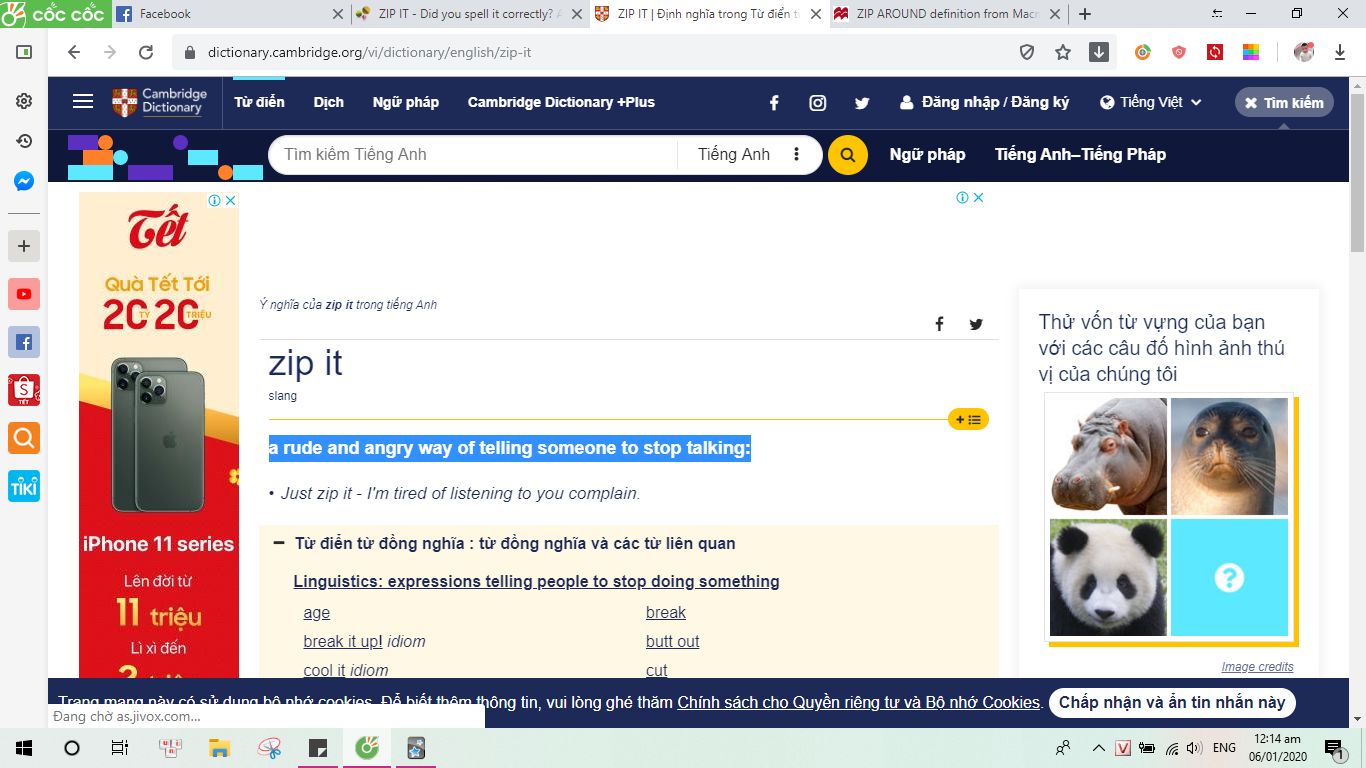 cốc cốc
Facebook
ZIP IT - Did you spell it correctly? A
ZIP IT | Định nghĩa trong Từ điển ti
ZIP AROUND definition from Macm
dictionary.cambridge.org/vi/dictionary/english/zip-it
Cambridge Dictionary
Từ điển
Dịch
Ngữ pháp
Cambridge Dictionary +Plus
Đăng nhập / Đăng ký
Tiếng Việt
Tìm kiếm
Tìm kiếm Tiếng Anh
Tiếng Anh
Ngữ pháp
Tiếng Anh–Tiếng Pháp
Tết
Quà Tết Tới
20 TỶ 20 TRIỆU
iPhone 11 series
Lên đời từ
11 triệu
Lì xì đến
Ý nghĩa của zip it trong tiếng Anh
zip it
slang
a rude and angry way of telling someone to stop talking:
• Just zip it - I'm tired of listening to you complain.
Từ điển từ đồng nghĩa : từ đồng nghĩa và các từ liên quan
Linguistics: expressions telling people to stop doing something
age
break
break it up! idiom
butt out
cool it idiom
cut
Thử vốn từ vựng của bạn
với các câu đố hình ảnh thú
vị của chúng tôi
?
Image credits
Trang mạng này có sử dụng bộ nhớ cookies. Để biết thêm thông tin, vui lòng ghé thăm Chính sách cho Quyền riêng tư và Bộ nhớ Cookies.
Chấp nhận và ẩn tin nhắn này
Đang chờ as.jivox.com...
TẾT
TIKI
V
ENG
12:14 am
06/01/2020
1